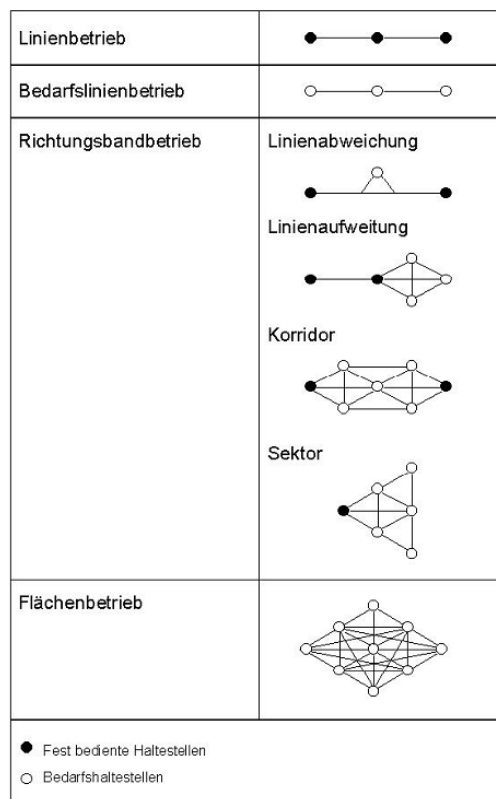 Linienbetrieb
Bedarfslinienbetrieb
Richtungsbandbetrieb
Linienabweichung
Linienaufweitung
Korridor
Sektor
Flächenbetrieb
Fest bediente Haltestellen
Bedarfshaltestellen